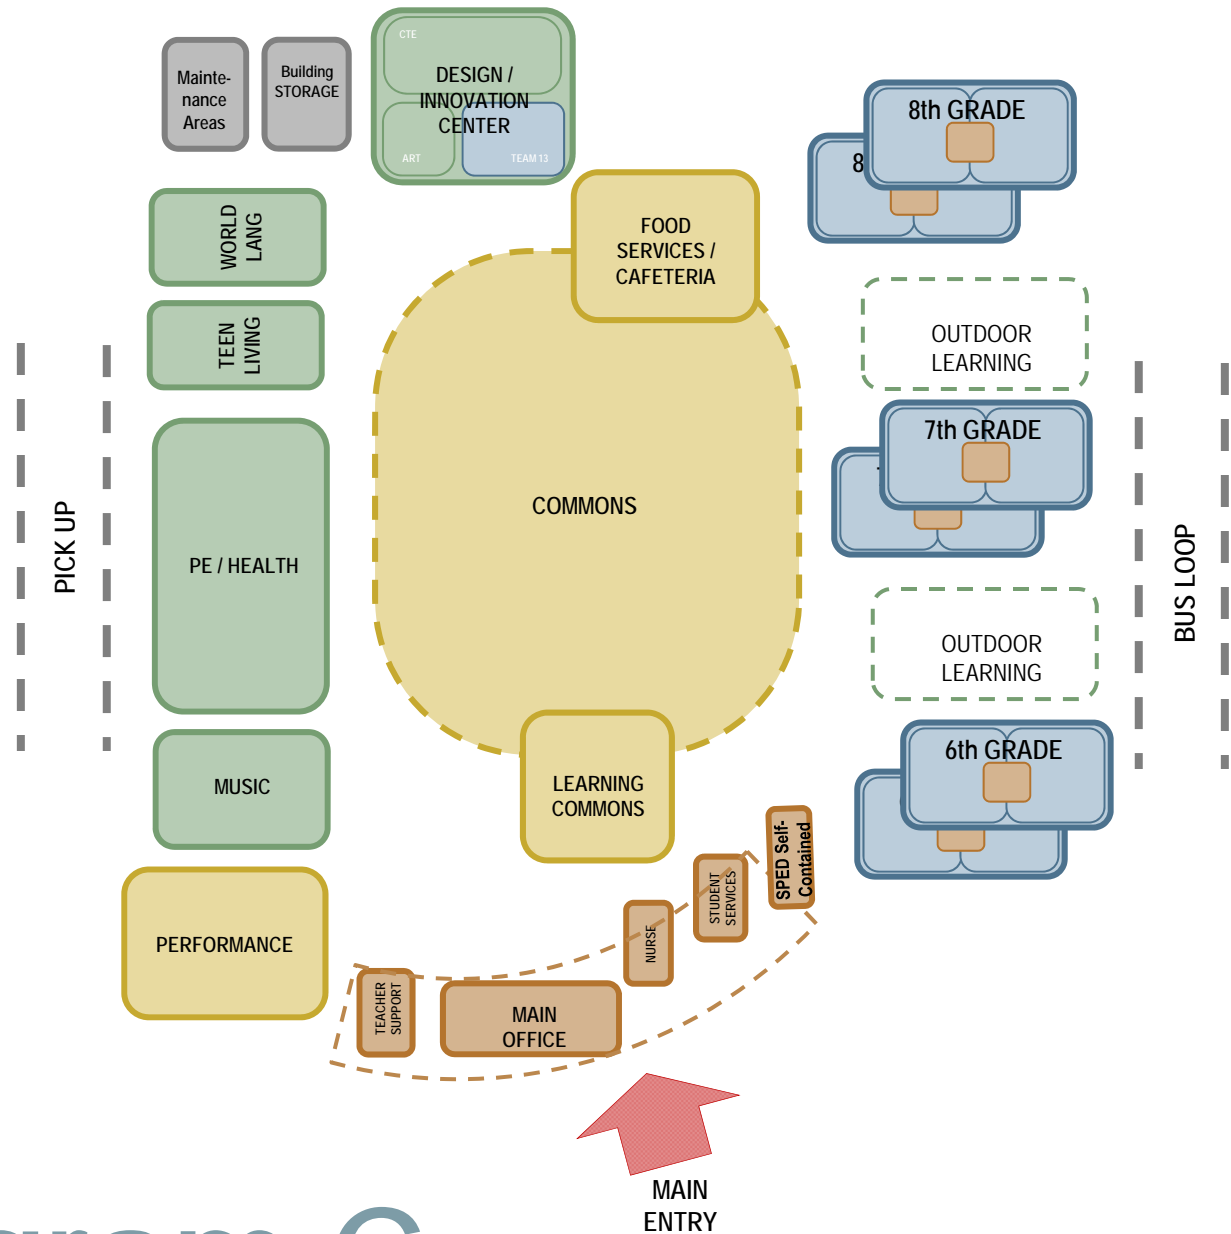 CTE
DESIGN /
INNOVATION
CENTER
ART
TEAM 13
Mainte-
nance
Areas
Building
STORAGE
8th GRADE
8
WORLD
LANG
FOOD
SERVICES /
CAFETERIA
TEEN
LIVING
OUTDOOR
LEARNING
7th GRADE
COMMONS
PICK UP
PE / HEALTH
BUS LOOP
OUTDOOR
LEARNING
6th GRADE
MUSIC
LEARNING
COMMONS
SPED Self-
Contained
STUDENT
SERVICES
NURSE
PERFORMANCE
TEACHER
SUPPORT
MAIN
OFFICE
MAIN
ENTRY